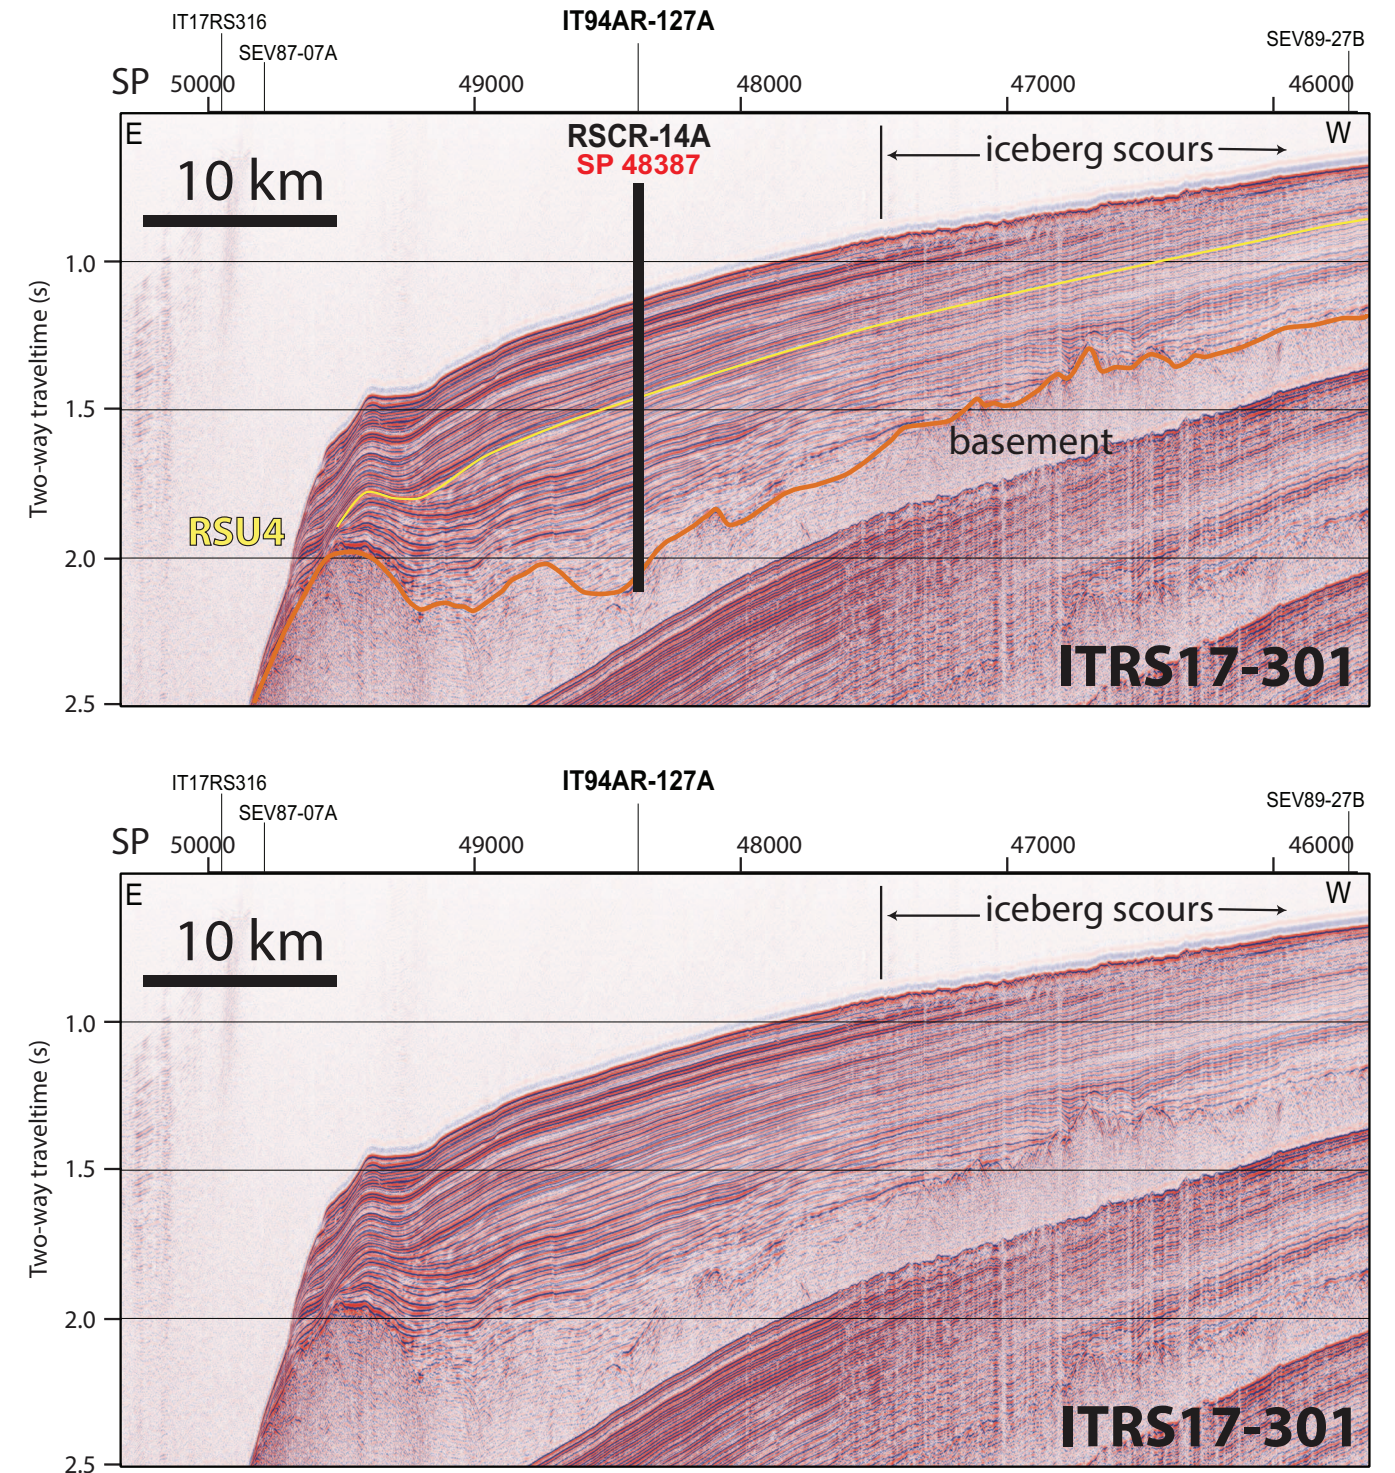 IT17RS316
SEV87-07A
IT94AR-127A
SEV89-27B
SP 50000 49000 48000 47000 46000
E
W
RSCR-14A
SP 48387
iceberg scours
10 km
1.0
1.5
2.0
2.5
Two-way traveltime (s)
RSU4
basement
ITRS17-301
IT17RS316
SEV87-07A
IT94AR-127A
SEV89-27B
SP 50000 49000 48000 47000 46000
E
W
iceberg scours
10 km
1.0
1.5
2.0
2.5
Two-way traveltime (s)
ITRS17-301